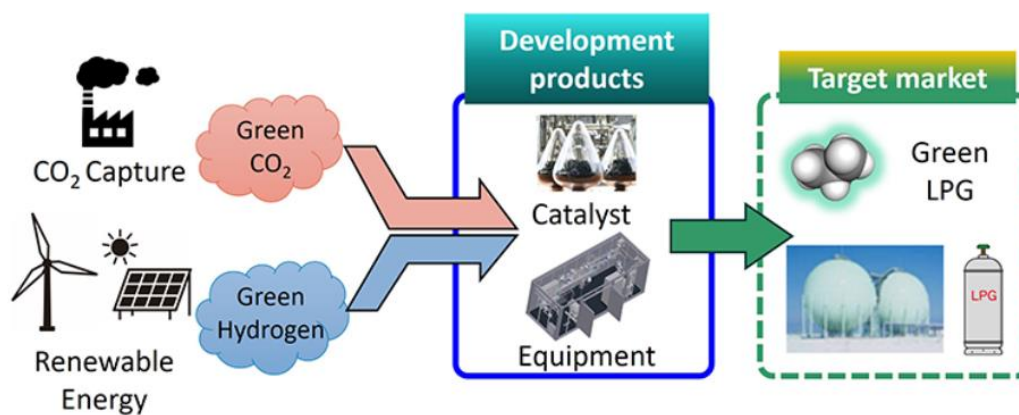 CO₂ Capture
Green
CO₂
Renewable
Energy
Green
Hydrogen
Development
products
Catalyst
Equipment
Target market
Green
LPG
LPG